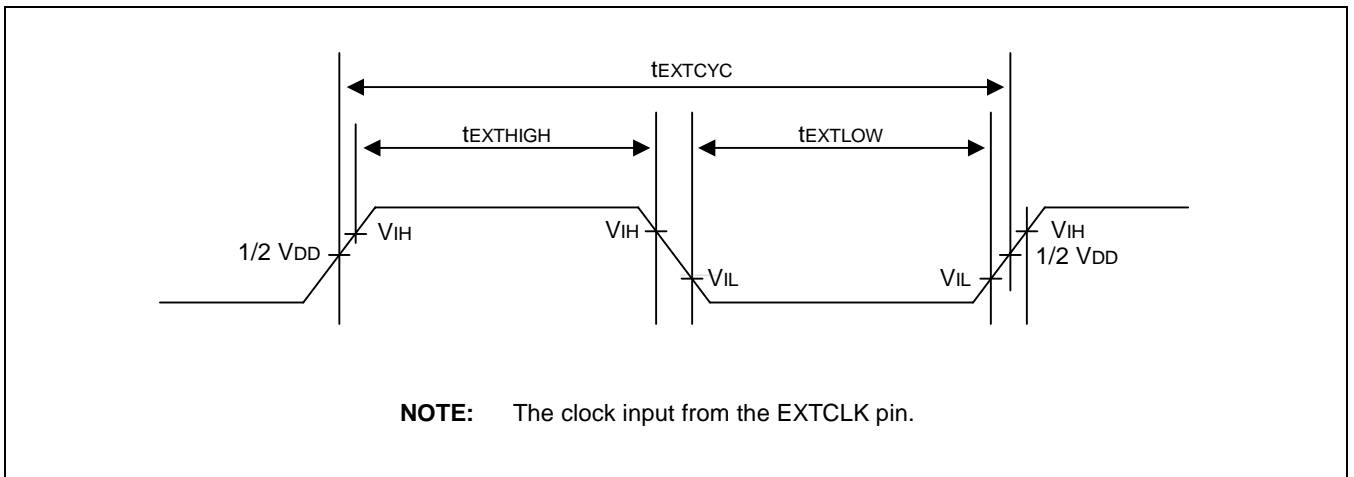 tEXTCYC
tEXTHIGH
tEXTLOW
VIH
VIH
VIH
1/2 VDD
1/2 VDD
VIL
VIL
NOTE: The clock input from the EXTCLK pin.